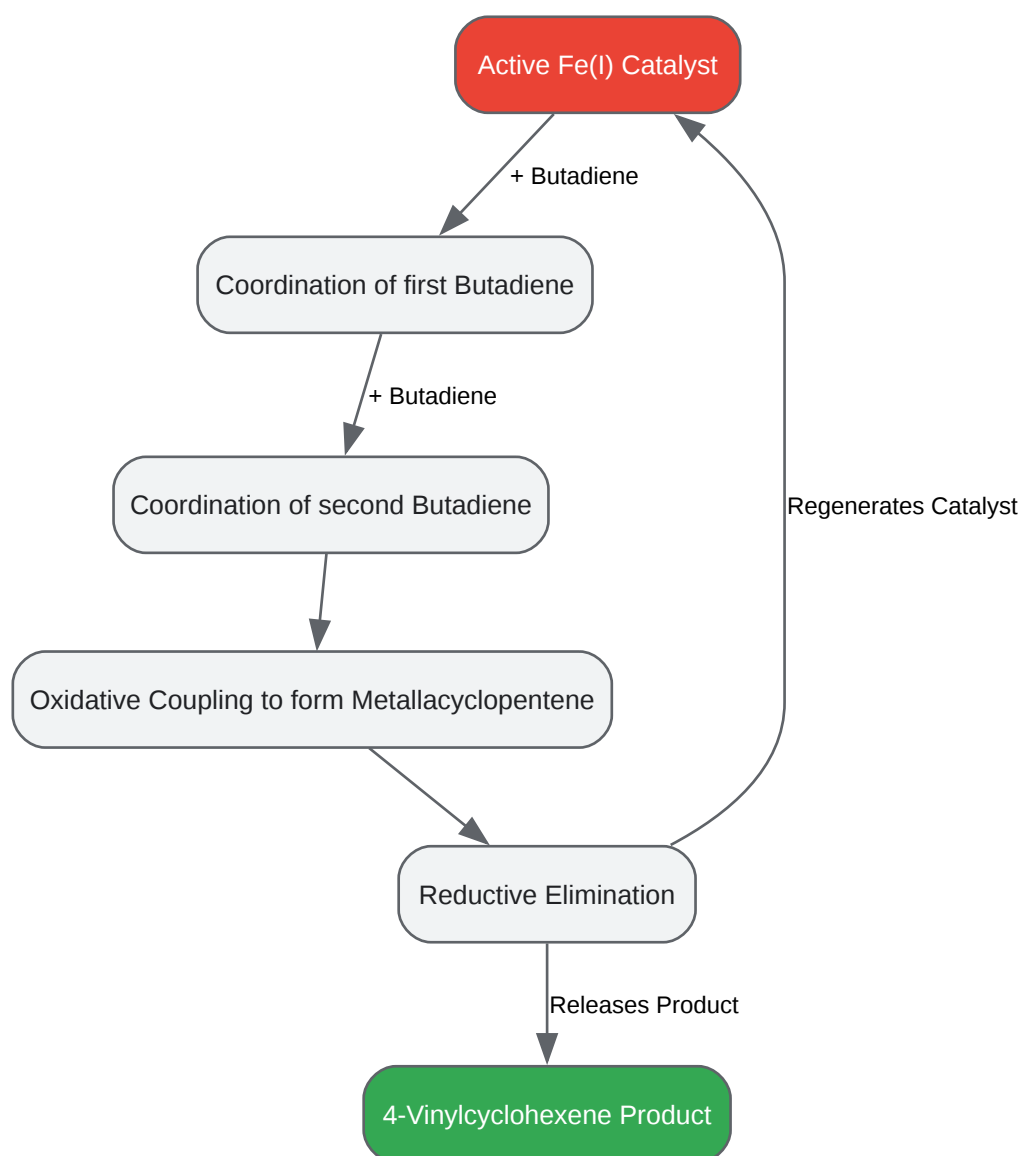 Active Fe(I) Catalyst
+ Butadiene
Coordination of first Butadiene
+ Butadiene
Coordination of second Butadiene
Regenerates Catalyst
Oxidative Coupling to form Metallacyclopentene
Reductive Elimination
Releases Product
4-Vinylcyclohexene Product